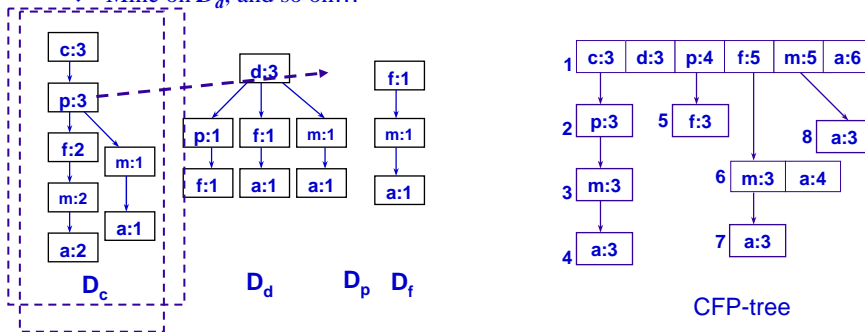 Mine on D_d, and so on…
c:3
p:3
f:2
m:1
m:2
a:1
a:2
D_c
d:3
p:1 f:1 m:1
f:1 a:1 a:1
D_d
D_p
f:1
m:1
a:1
D_f
1 c:3 d:3 p:4 f:5 m:5 a:6
2 p:3
5 f:3
8 a:3
3 m:3
6 m:3 a:4
4 a:3
7 a:3
CFP-tree